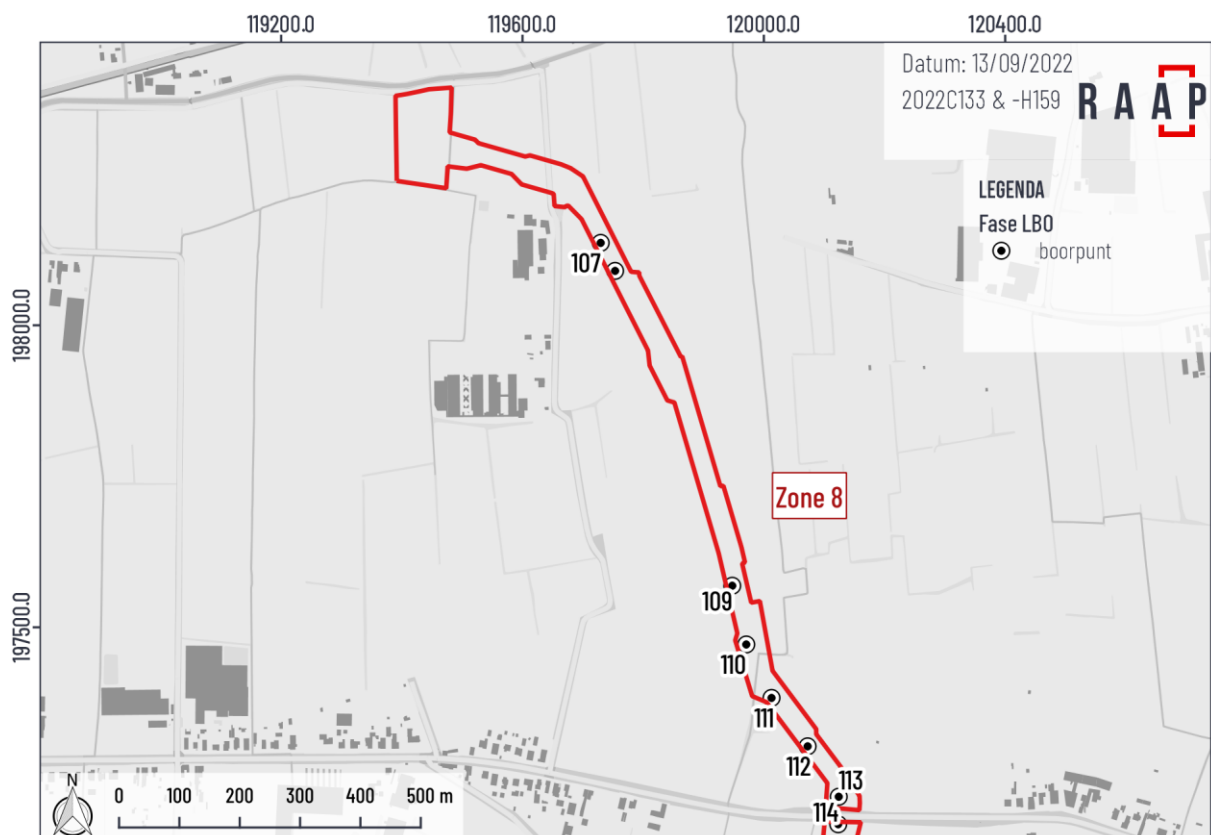 119200.0 119600.0 120000.0 120400.0
Datum: 13/09/2022
2022C133 & -H159
RAAP
LEGENDA
Fase LBO
boorpunt
107
198000.0
Zone 8
109
197500.0
110
111
112
113
114
N
0 100 200 300 400 500 m